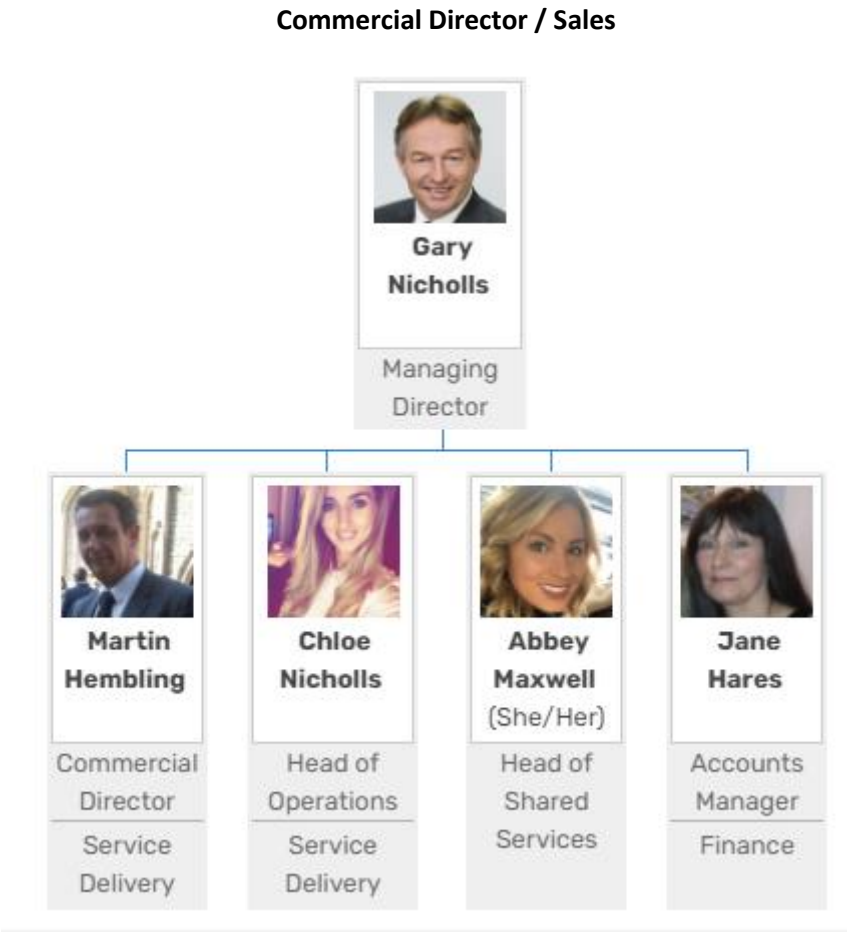 Commercial Director / Sales
Gary
Nicholls
Managing
Director
Martin
Hembling
Commercial
Director
Service
Delivery
Chloe
Nicholls
Head of
Operations
Service
Delivery
Abbey
Maxwell
(She/Her)
Head of
Shared
Services
Jane
Hares
Accounts
Manager
Finance